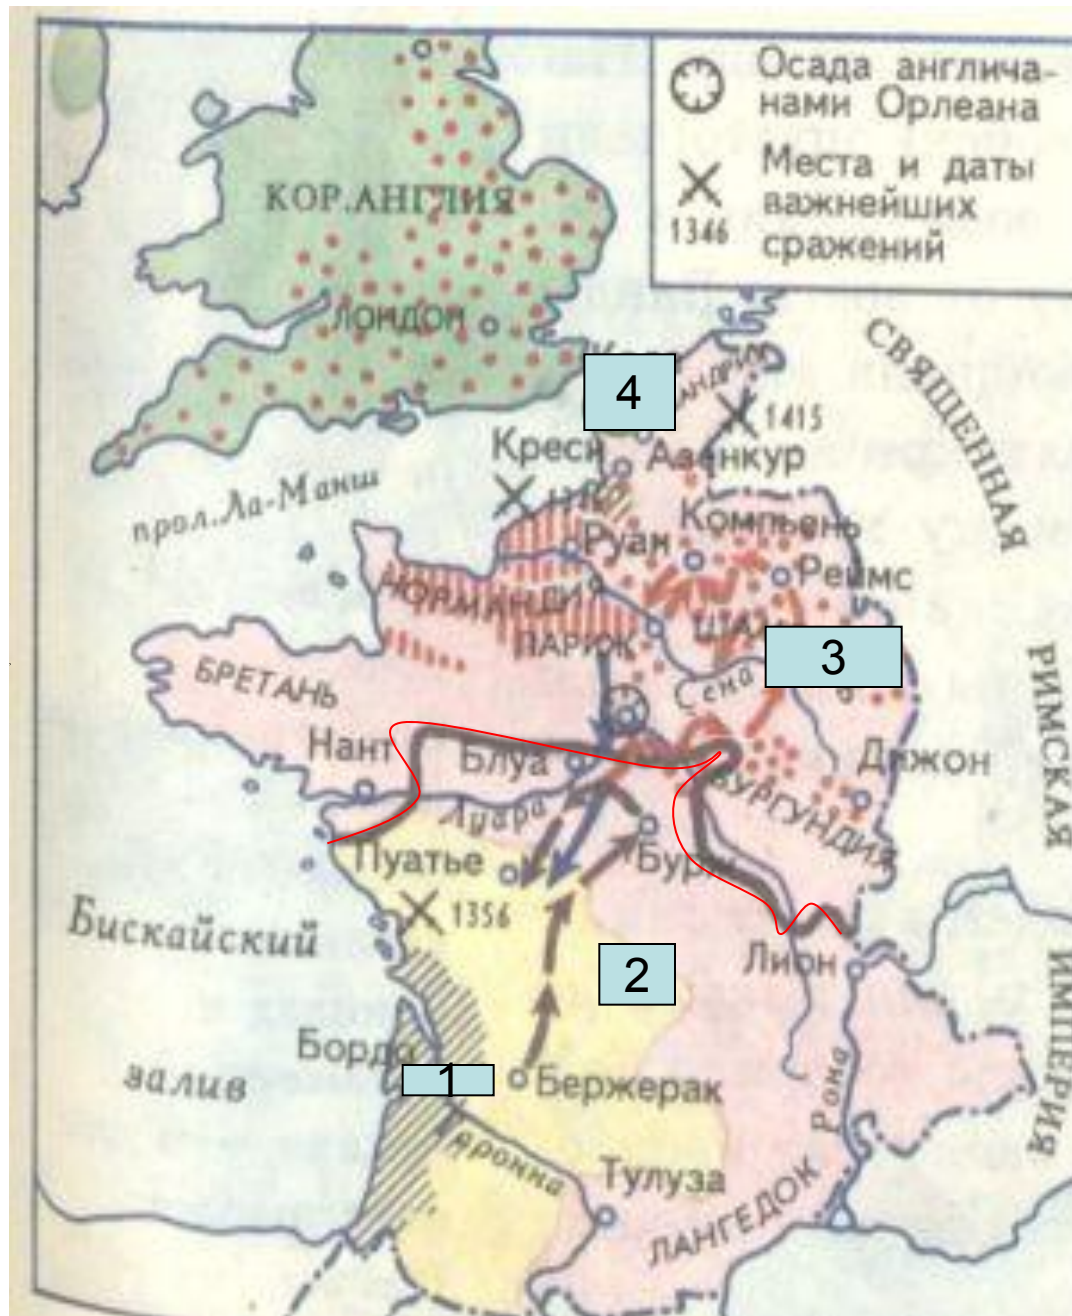 Осада англича-
нами Орлеана
Места и даты
важнейших
1346
сражений
КОР.АНГЛИЯ
ЛОНДОН
СВЯЩЕННАЯ
РИМСКАЯ
ИМПЕРИЯ
4
1415
Креси
Азенкур
прол.Ла-Манш
Компьень
Руан
Реймс
НОРМАНДИ
ПАРИЖ
3
Сена
БРЕТАНЬ
Нант
Блуа
Дижон
Луара
БУРГУНДИЯ
Пуатье
Бурж
1356
Бискайский
залив
2
Лион
Бордо
1
Бержерак
Рона
Гаронна
Тулуза
ЛАНГЕДОК